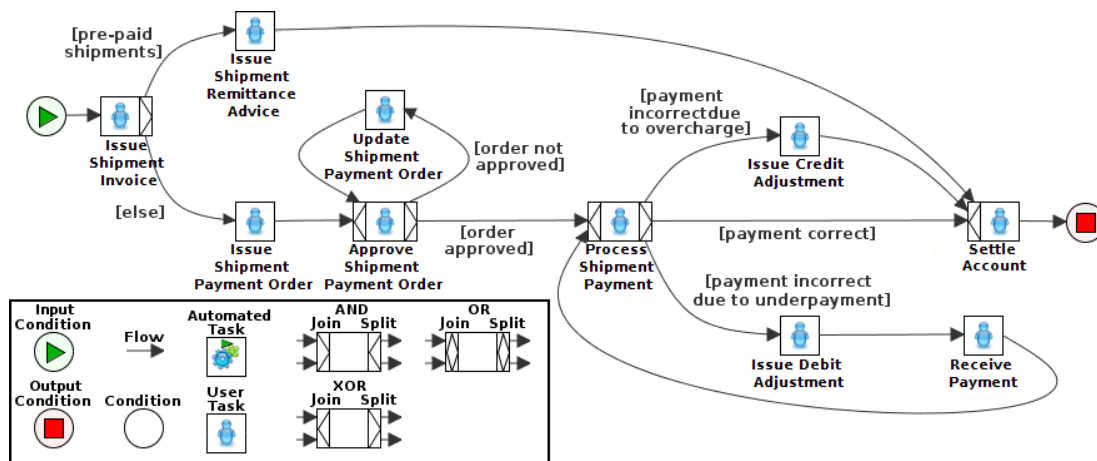 [pre-paid
shipments]
Issue
Shipment
Remittance
Advice
Issue
Shipment
Invoice
[else]
Update
Shipment
Payment Order
[order not
approved]
[payment
incorrectdue
to overcharge]
Issue Credit
Adjustment
Issue
Shipment
Payment Order
Approve
Shipment
Payment Order
[order
approved]
Process
Shipment
Payment
[payment correct]
Settle
Account
[payment incorrect
due to underpayment]
Issue Debit
Adjustment
Receive
Payment
Input
Condition
Flow
Automated
Task
AND
Join Split
OR
Join Split
Output
Condition
Condition
User
Task
XOR
Join Split